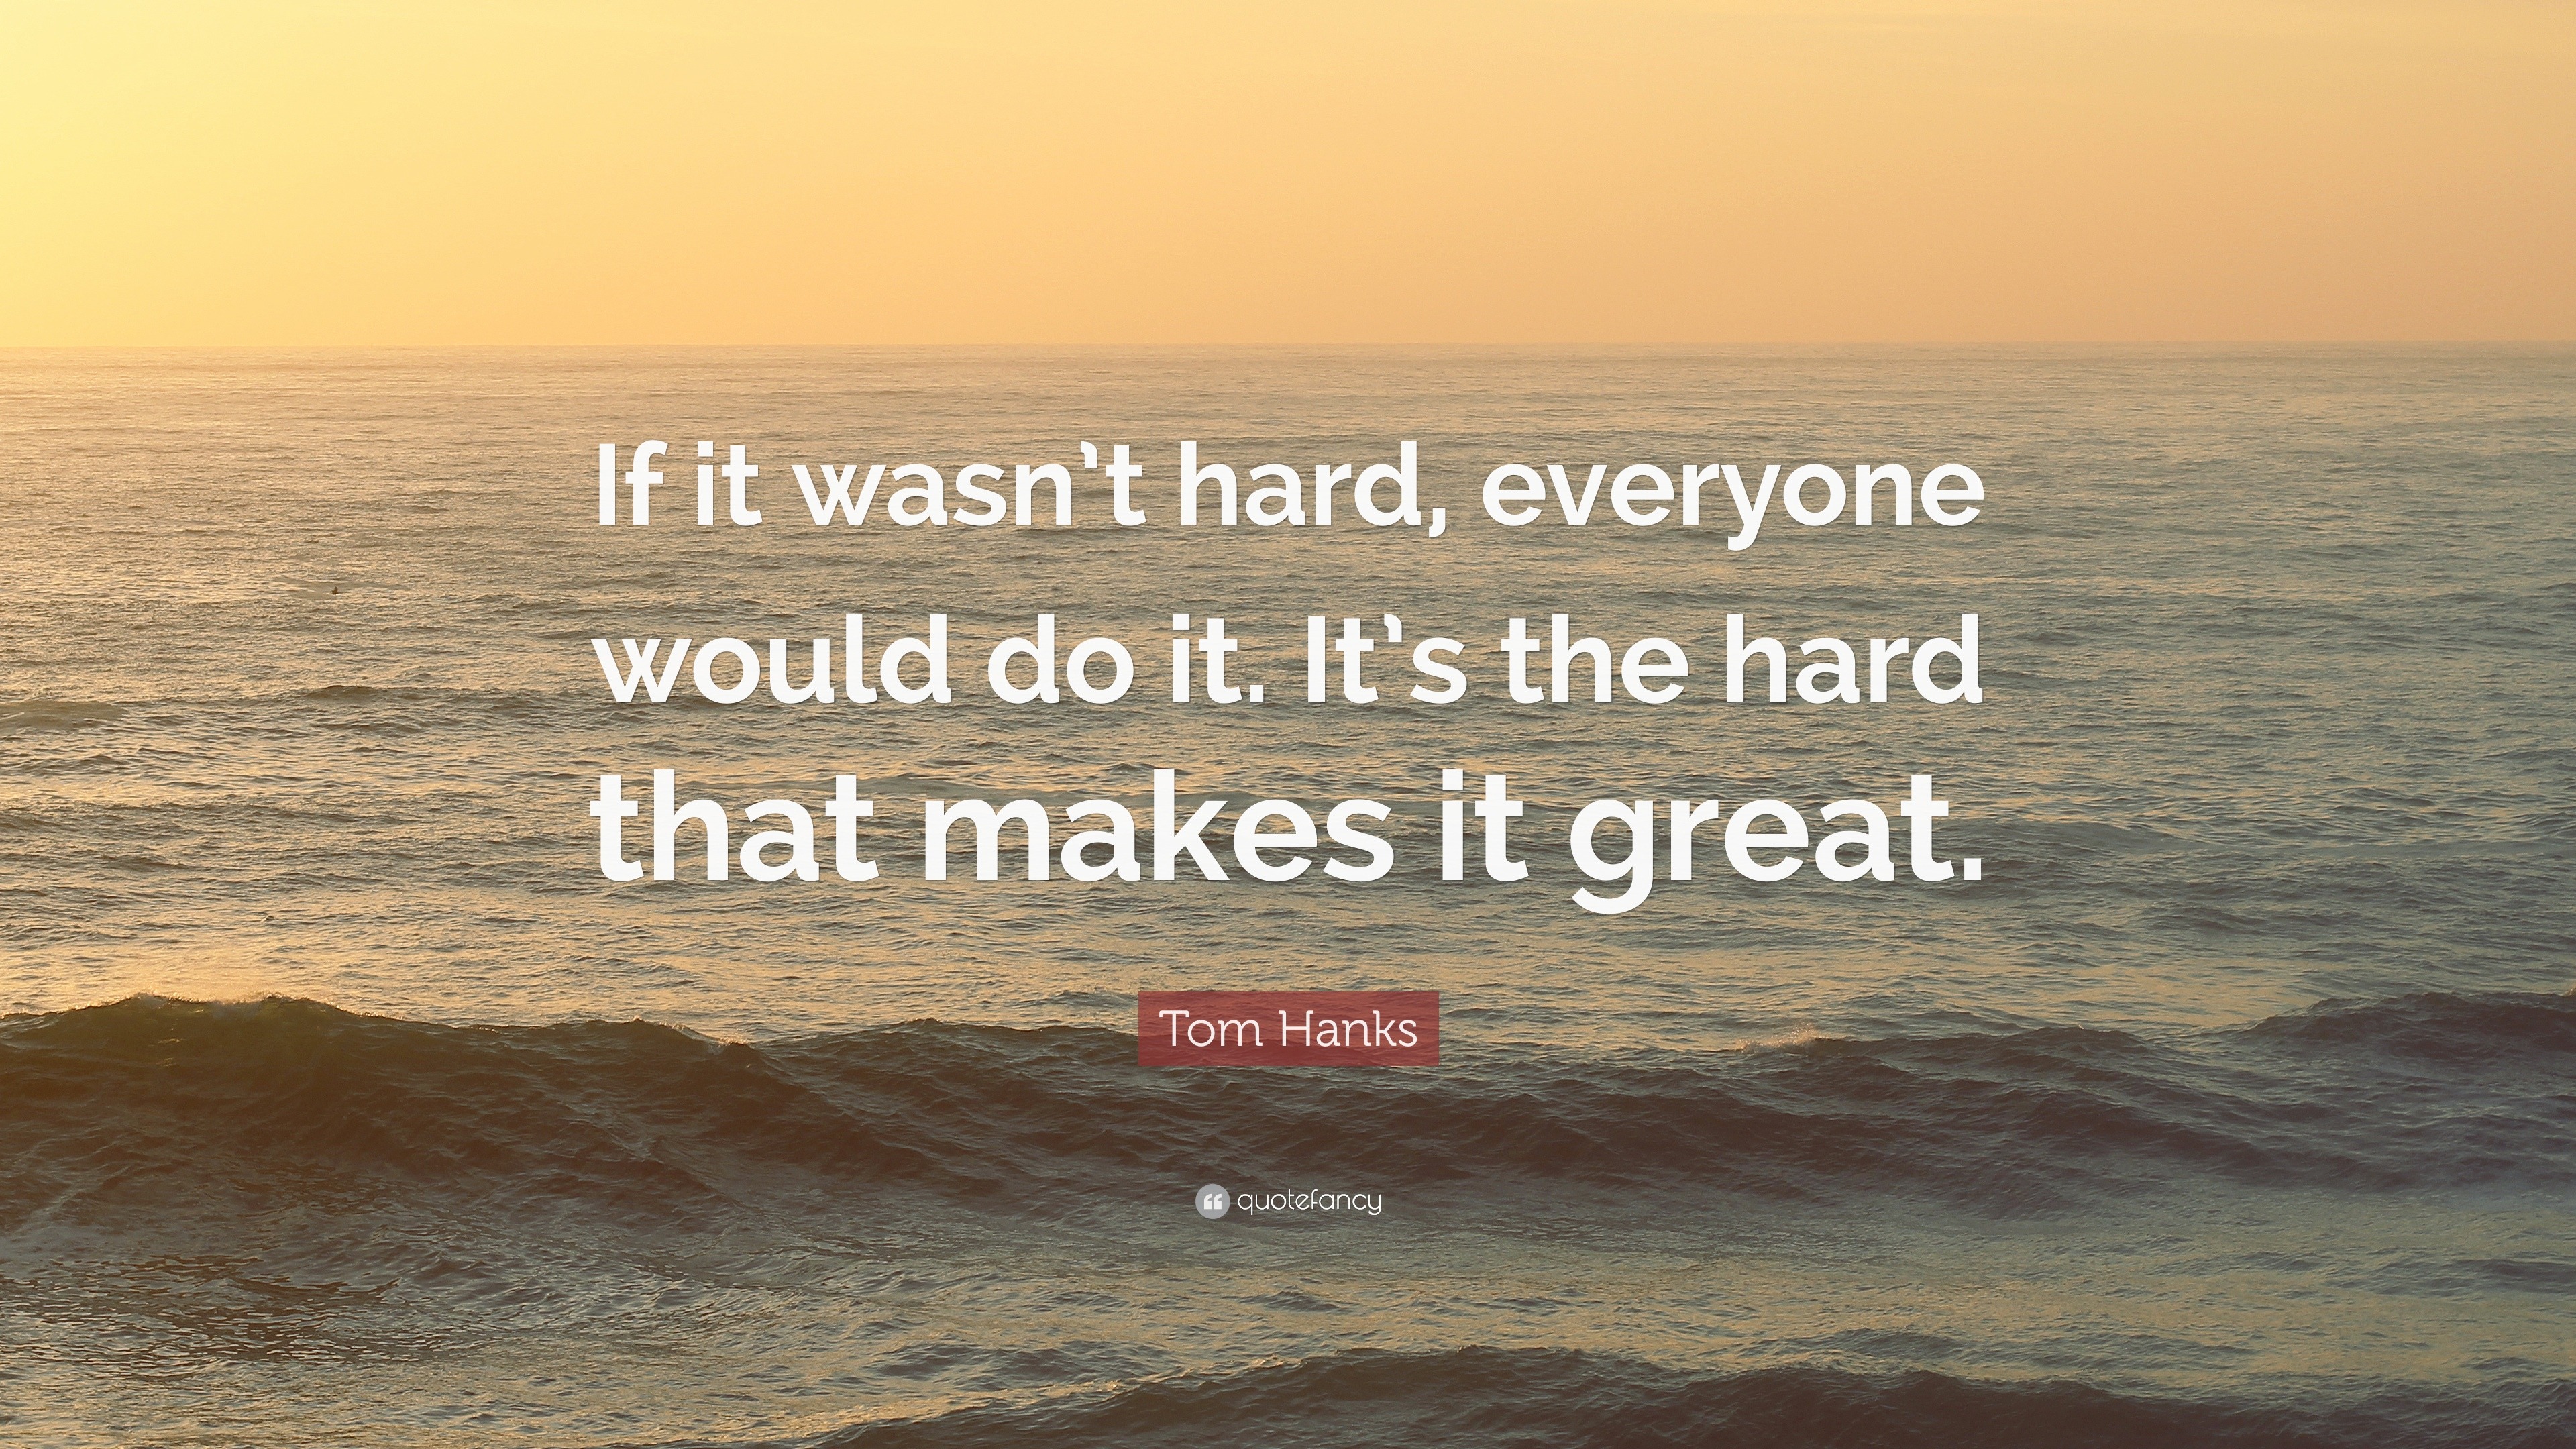 If it wasn’t hard, everyone
would do it. It’s the hard
that makes it great.
Tom Hanks
quotefancy